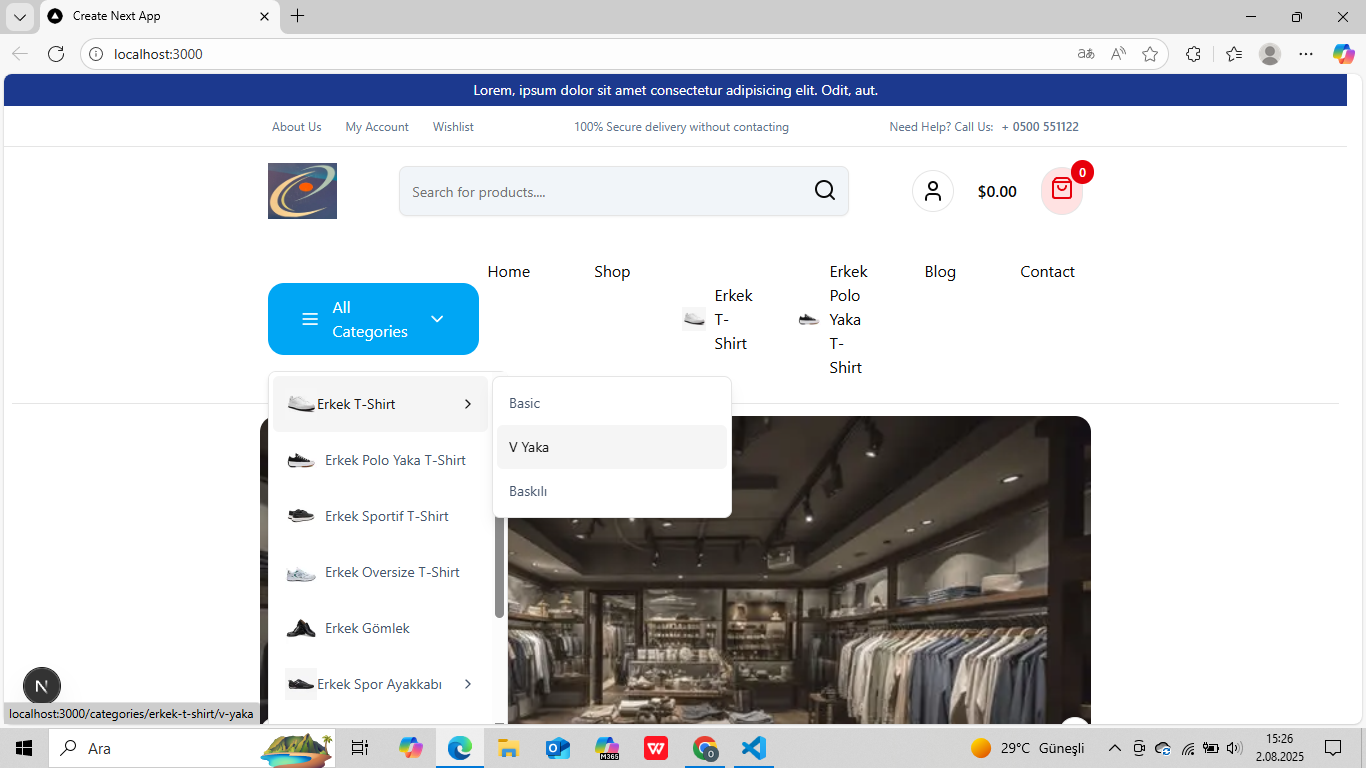 Create Next App
localhost:3000
Lorem, ipsum dolor sit amet consectetur adipisicing elit. Odit, aut.
About Us My Account Wishlist 100% Secure delivery without contacting Need Help? Call Us: + 0500 551122
Search for products.... $0.00 0
Home Shop Erkek T-Shirt Erkek Polo Yaka T-Shirt Blog Contact
All
Categories
Erkek T-Shirt
Basic
V Yaka
Baskılı
Erkek Polo Yaka T-Shirt
Erkek Sportif T-Shirt
Erkek Oversize T-Shirt
Erkek Gömlek
Erkek Spor Ayakkabı
N
localhost:3000/categories/erkek-t-shirt/v-yaka
Ara
M365
29°C Güneşli
15:26
2.08.2025